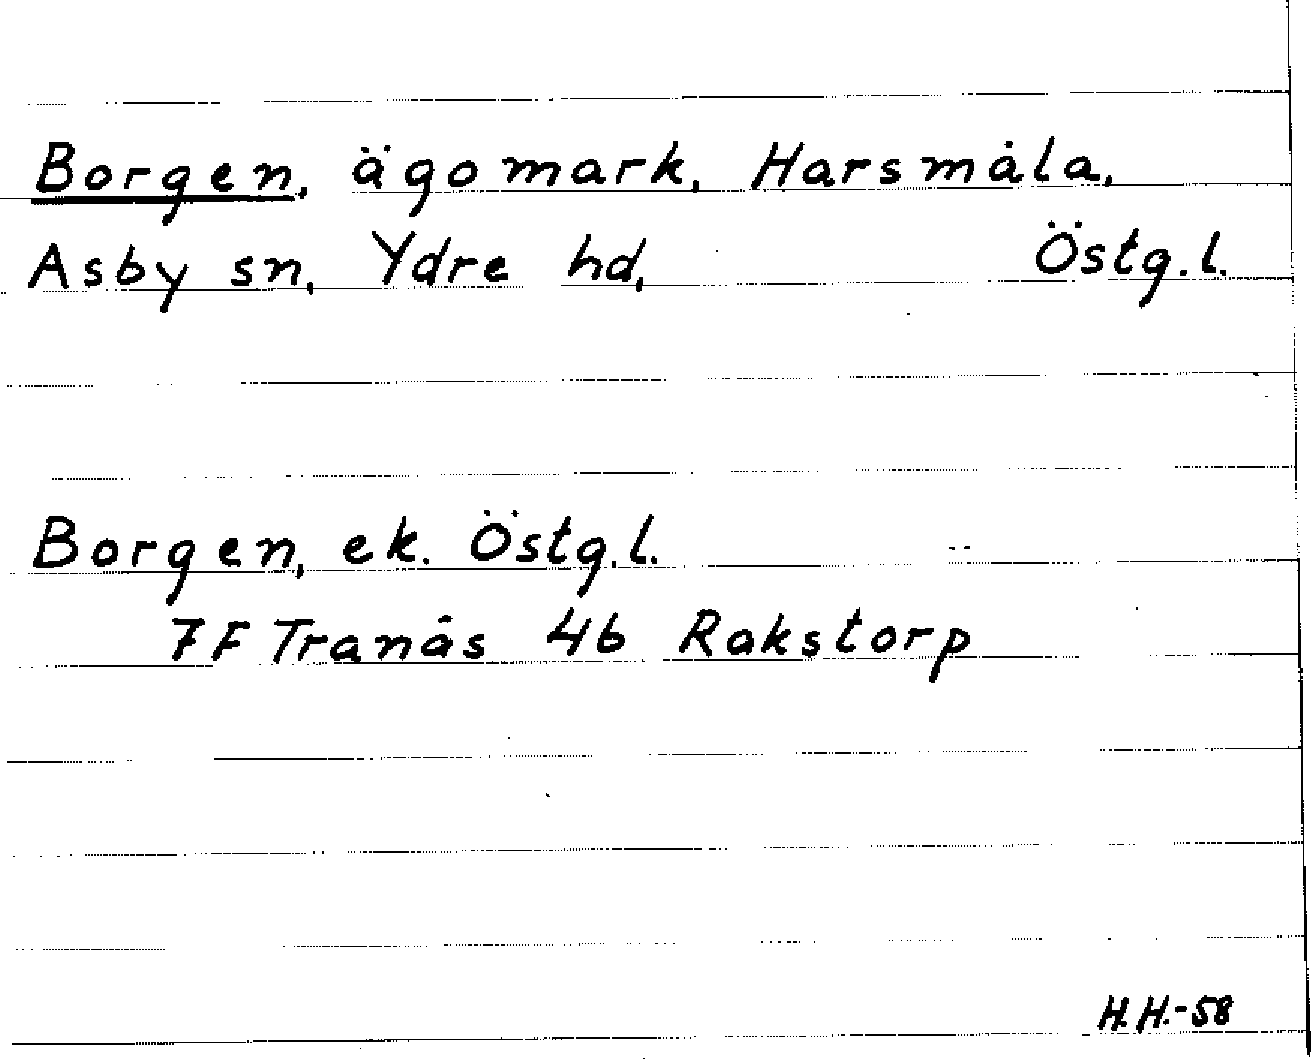 Borgen, ägomark, Harsmåla,
Asby sn, Ydre hd, Östg.l.
Borgen, ek. Östg.l.
7F Tranås 4b Rakstorp
H.H.-58